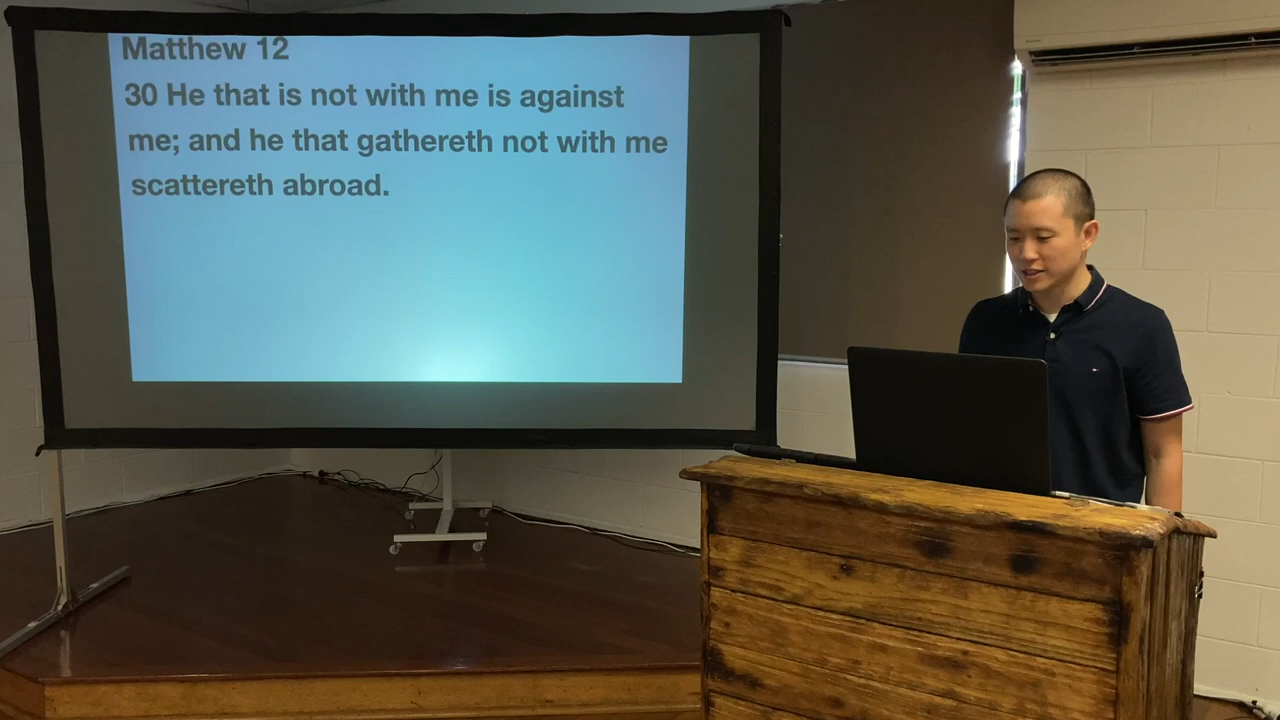 Matthew 12
30 He that is not with me is against
me; and he that gathereth not with me
scattereth abroad.